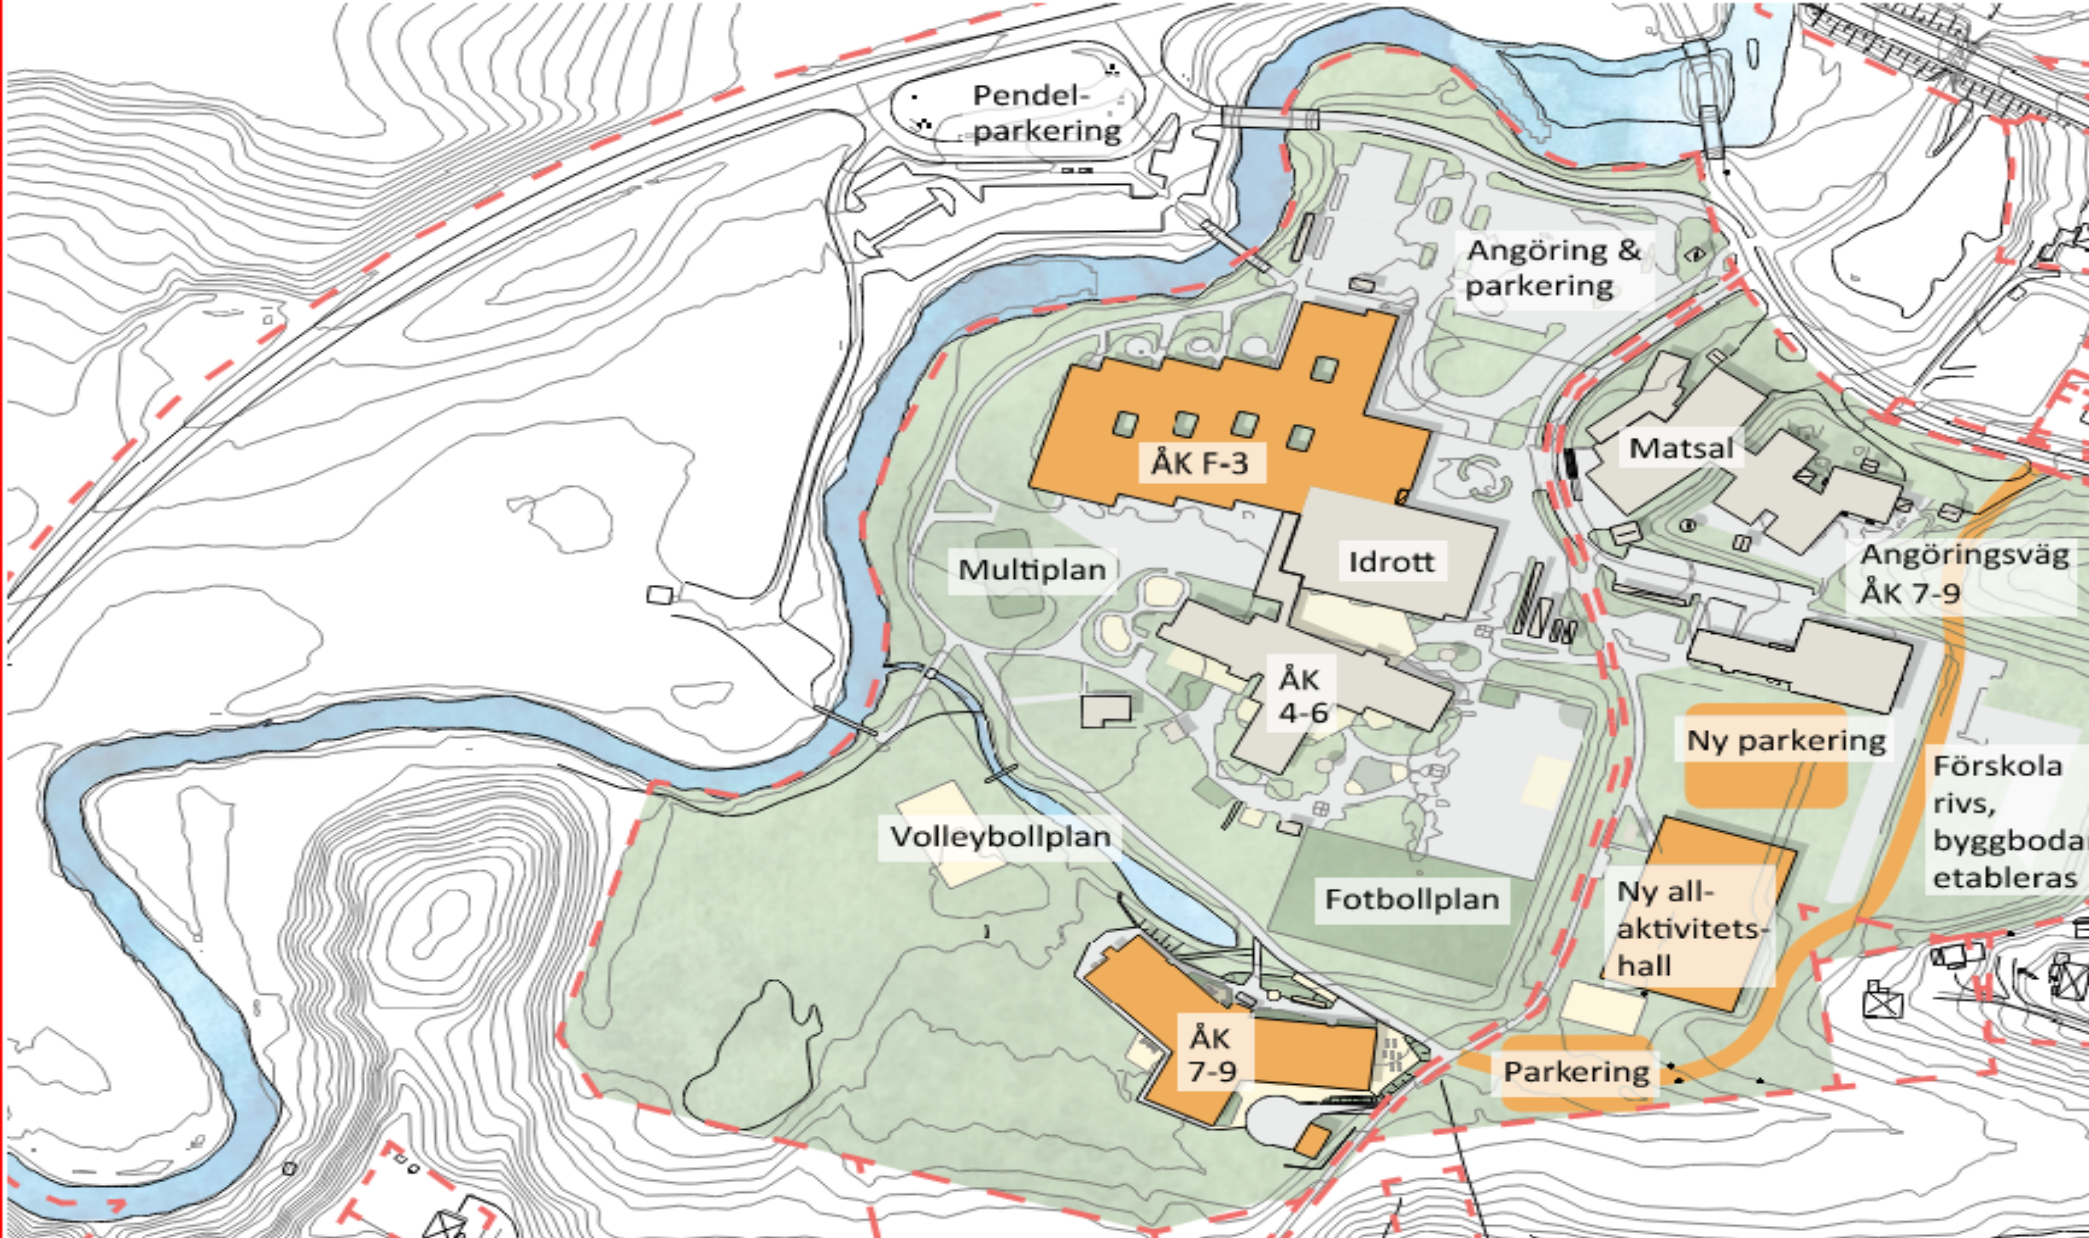 Pendel-
parkering
Angöring &
parkering
ÅK F-3
Matsal
Multiplan
Idrott
Angöringsväg
ÅK 7-9
ÅK
4-6
Ny parkering
Förskola
rivs,
byggbodar
etableras
Volleybollplan
Fotbollplan
Ny all-
aktivitets-
hall
ÅK
7-9
Parkering